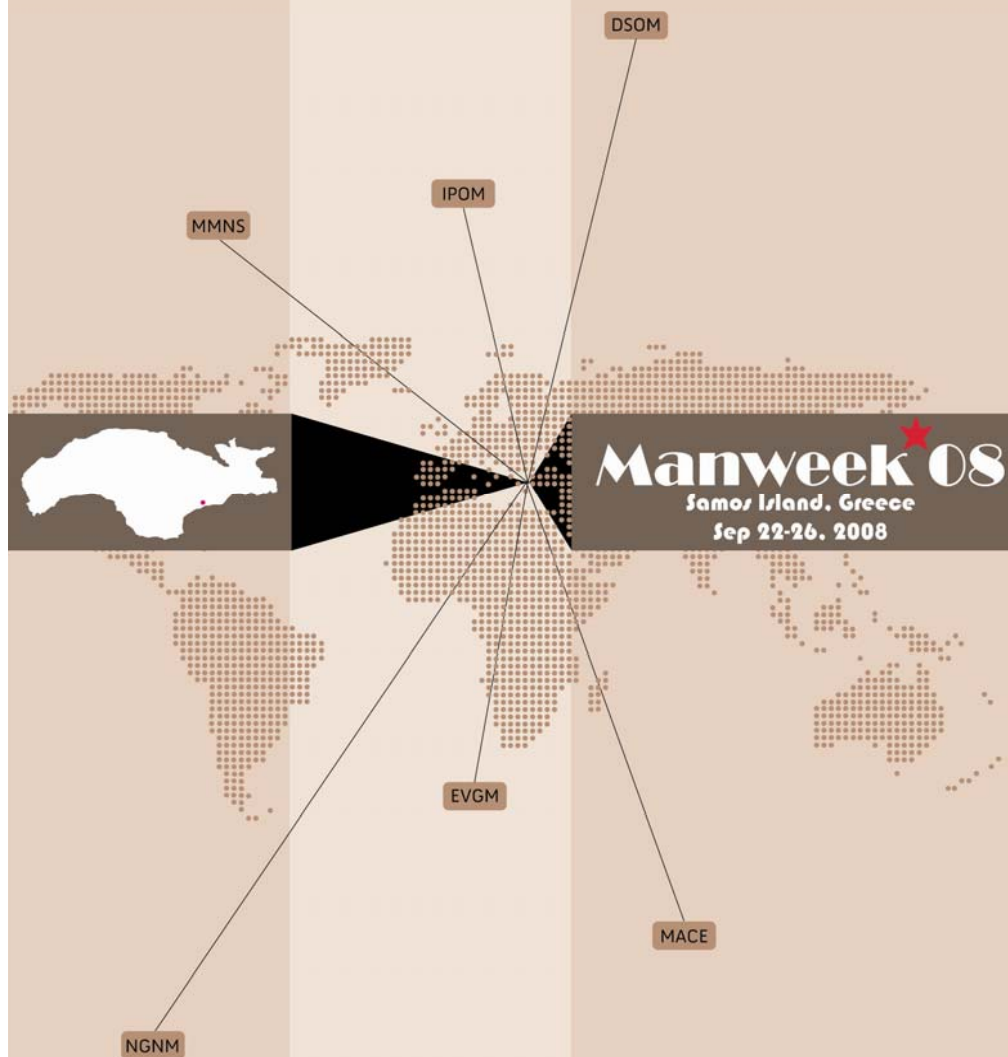 DSOM
IPOM
MMNS
Manweek 08
Samos Island, Greece
Sep 22-26, 2008
EVGM
MACE
NGNM